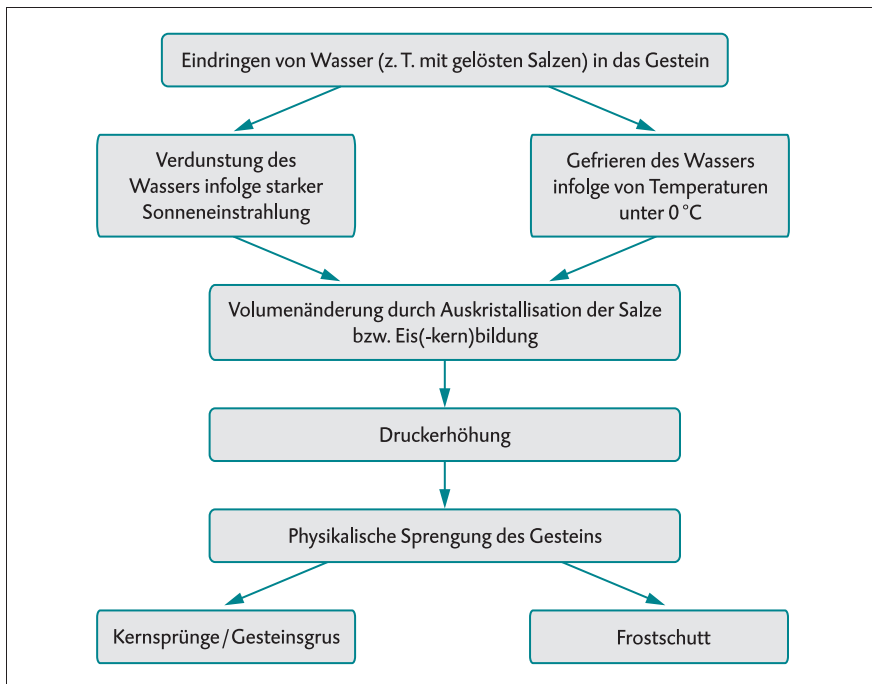 Eindringen von Wasser (z. T. mit gelösten Salzen) in das Gestein
Verdunstung des
Wassers infolge starker
Sonneneinstrahlung
Gefrieren des Wassers
infolge von Temperaturen
unter 0 °C
Volumenänderung durch Auskristallisation der Salze
bzw. Eis(-kern)bildung
Druckerhöhung
Physikalische Sprengung des Gesteins
Kernsprünge / Gesteinsgrus
Frostschutt